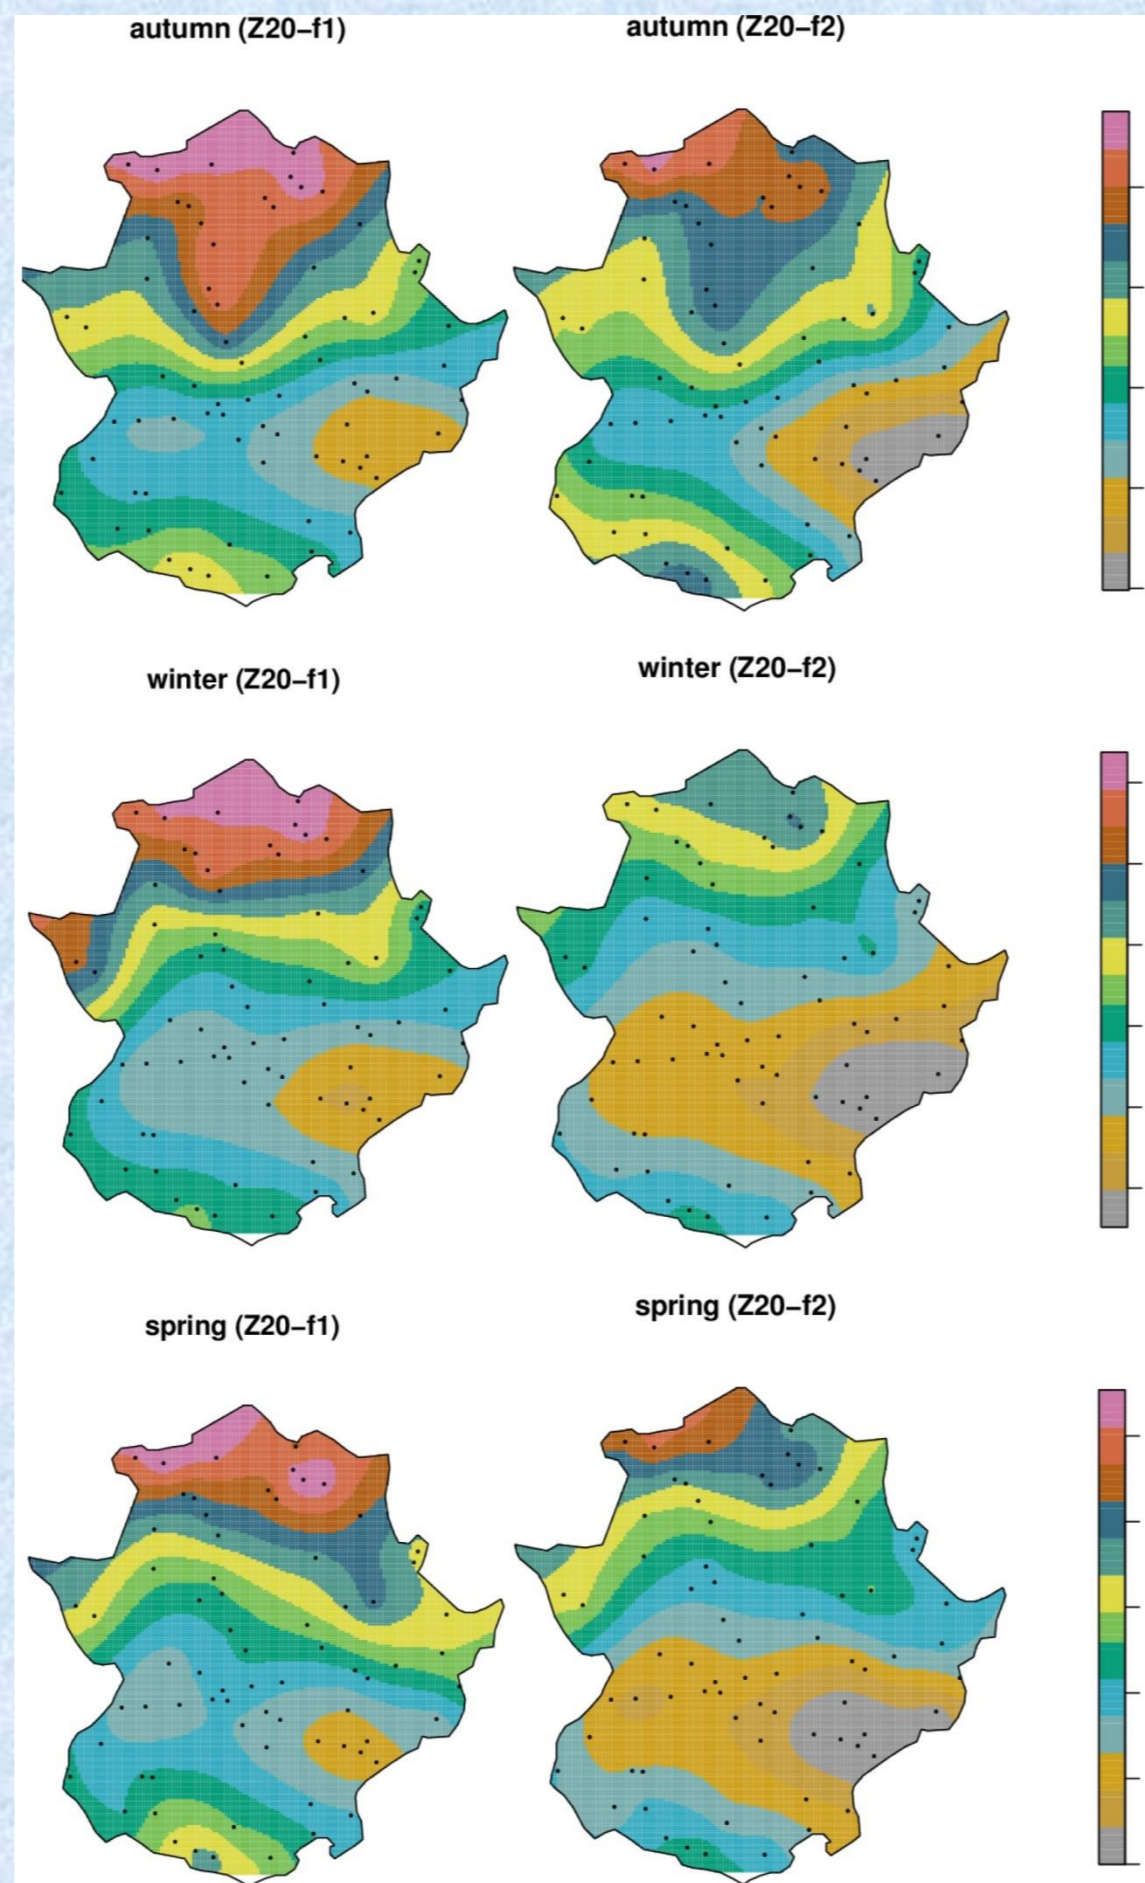 autumn (Z20−f1)
autumn (Z20−f2)
winter (Z20−f1)
winter (Z20−f2)
spring (Z20−f1)
spring (Z20−f2)